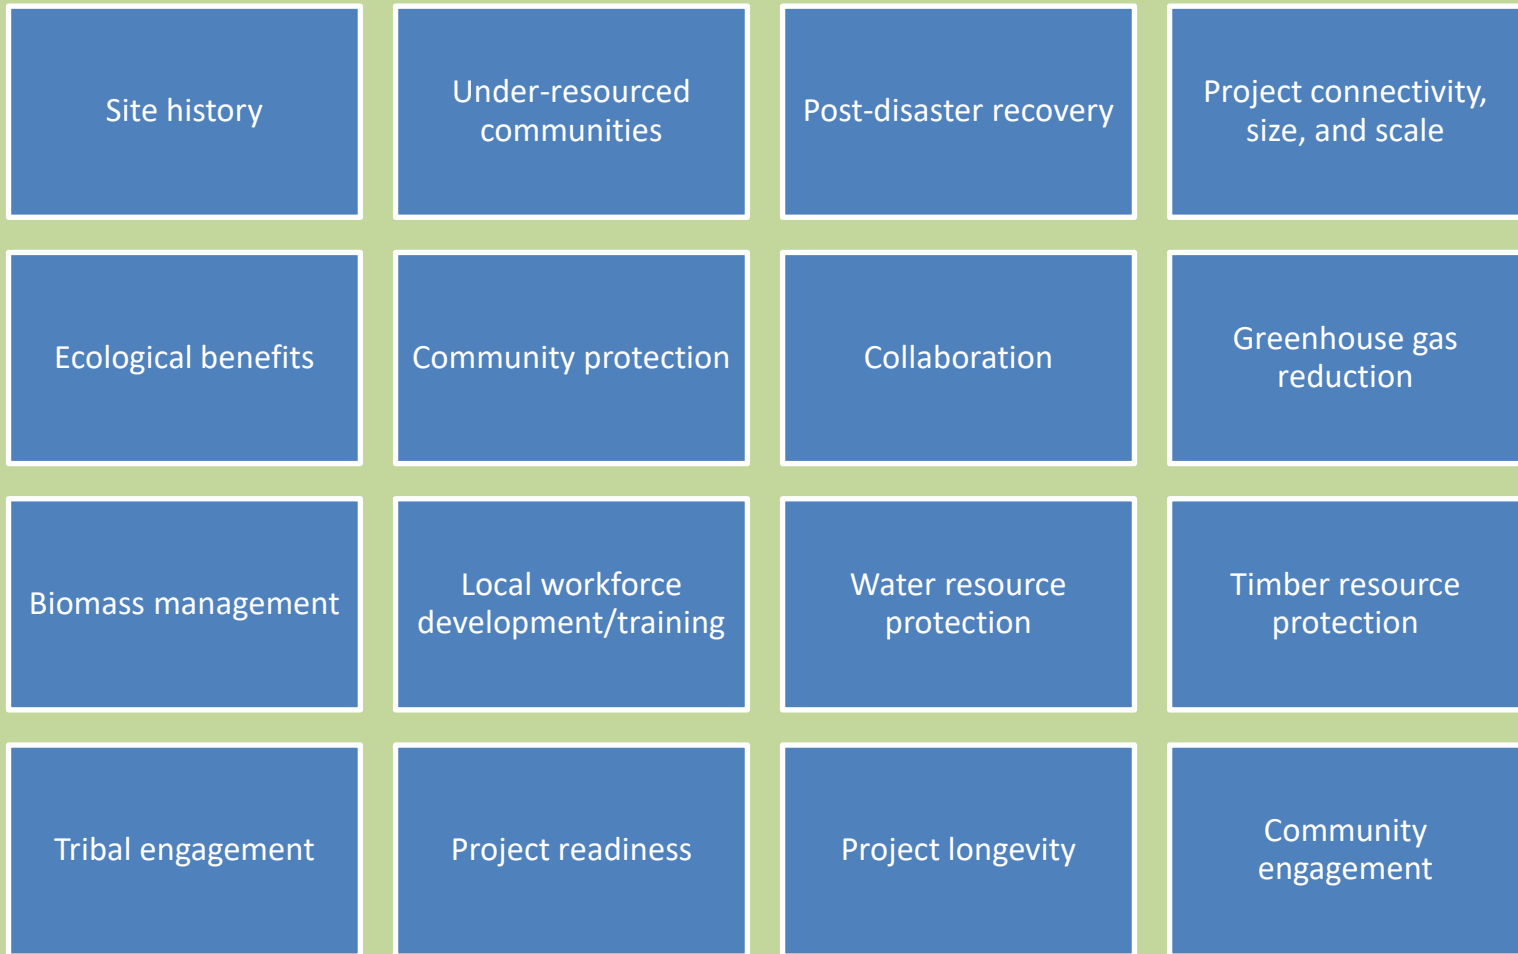 Site history
Under-resourced
communities
Post-disaster recovery
Project connectivity,
size, and scale
Ecological benefits
Community protection
Collaboration
Greenhouse gas
reduction
Biomass management
Local workforce
development/training
Water resource
protection
Timber resource
protection
Tribal engagement
Project readiness
Project longevity
Community
engagement